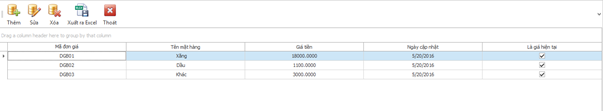 Thêm Sửa Xóa Xuất ra Excel Thoát
Drag a column header here to group by that column
Mã đơn giá Tên mặt hàng Giá tiền Ngày cập nhật Là giá hiện tại
DGB01 Xăng 18000.0000 5/20/2016
DGB02 Dầu 1100.0000 5/20/2016
DGB03 Khác 3000.0000 5/20/2016